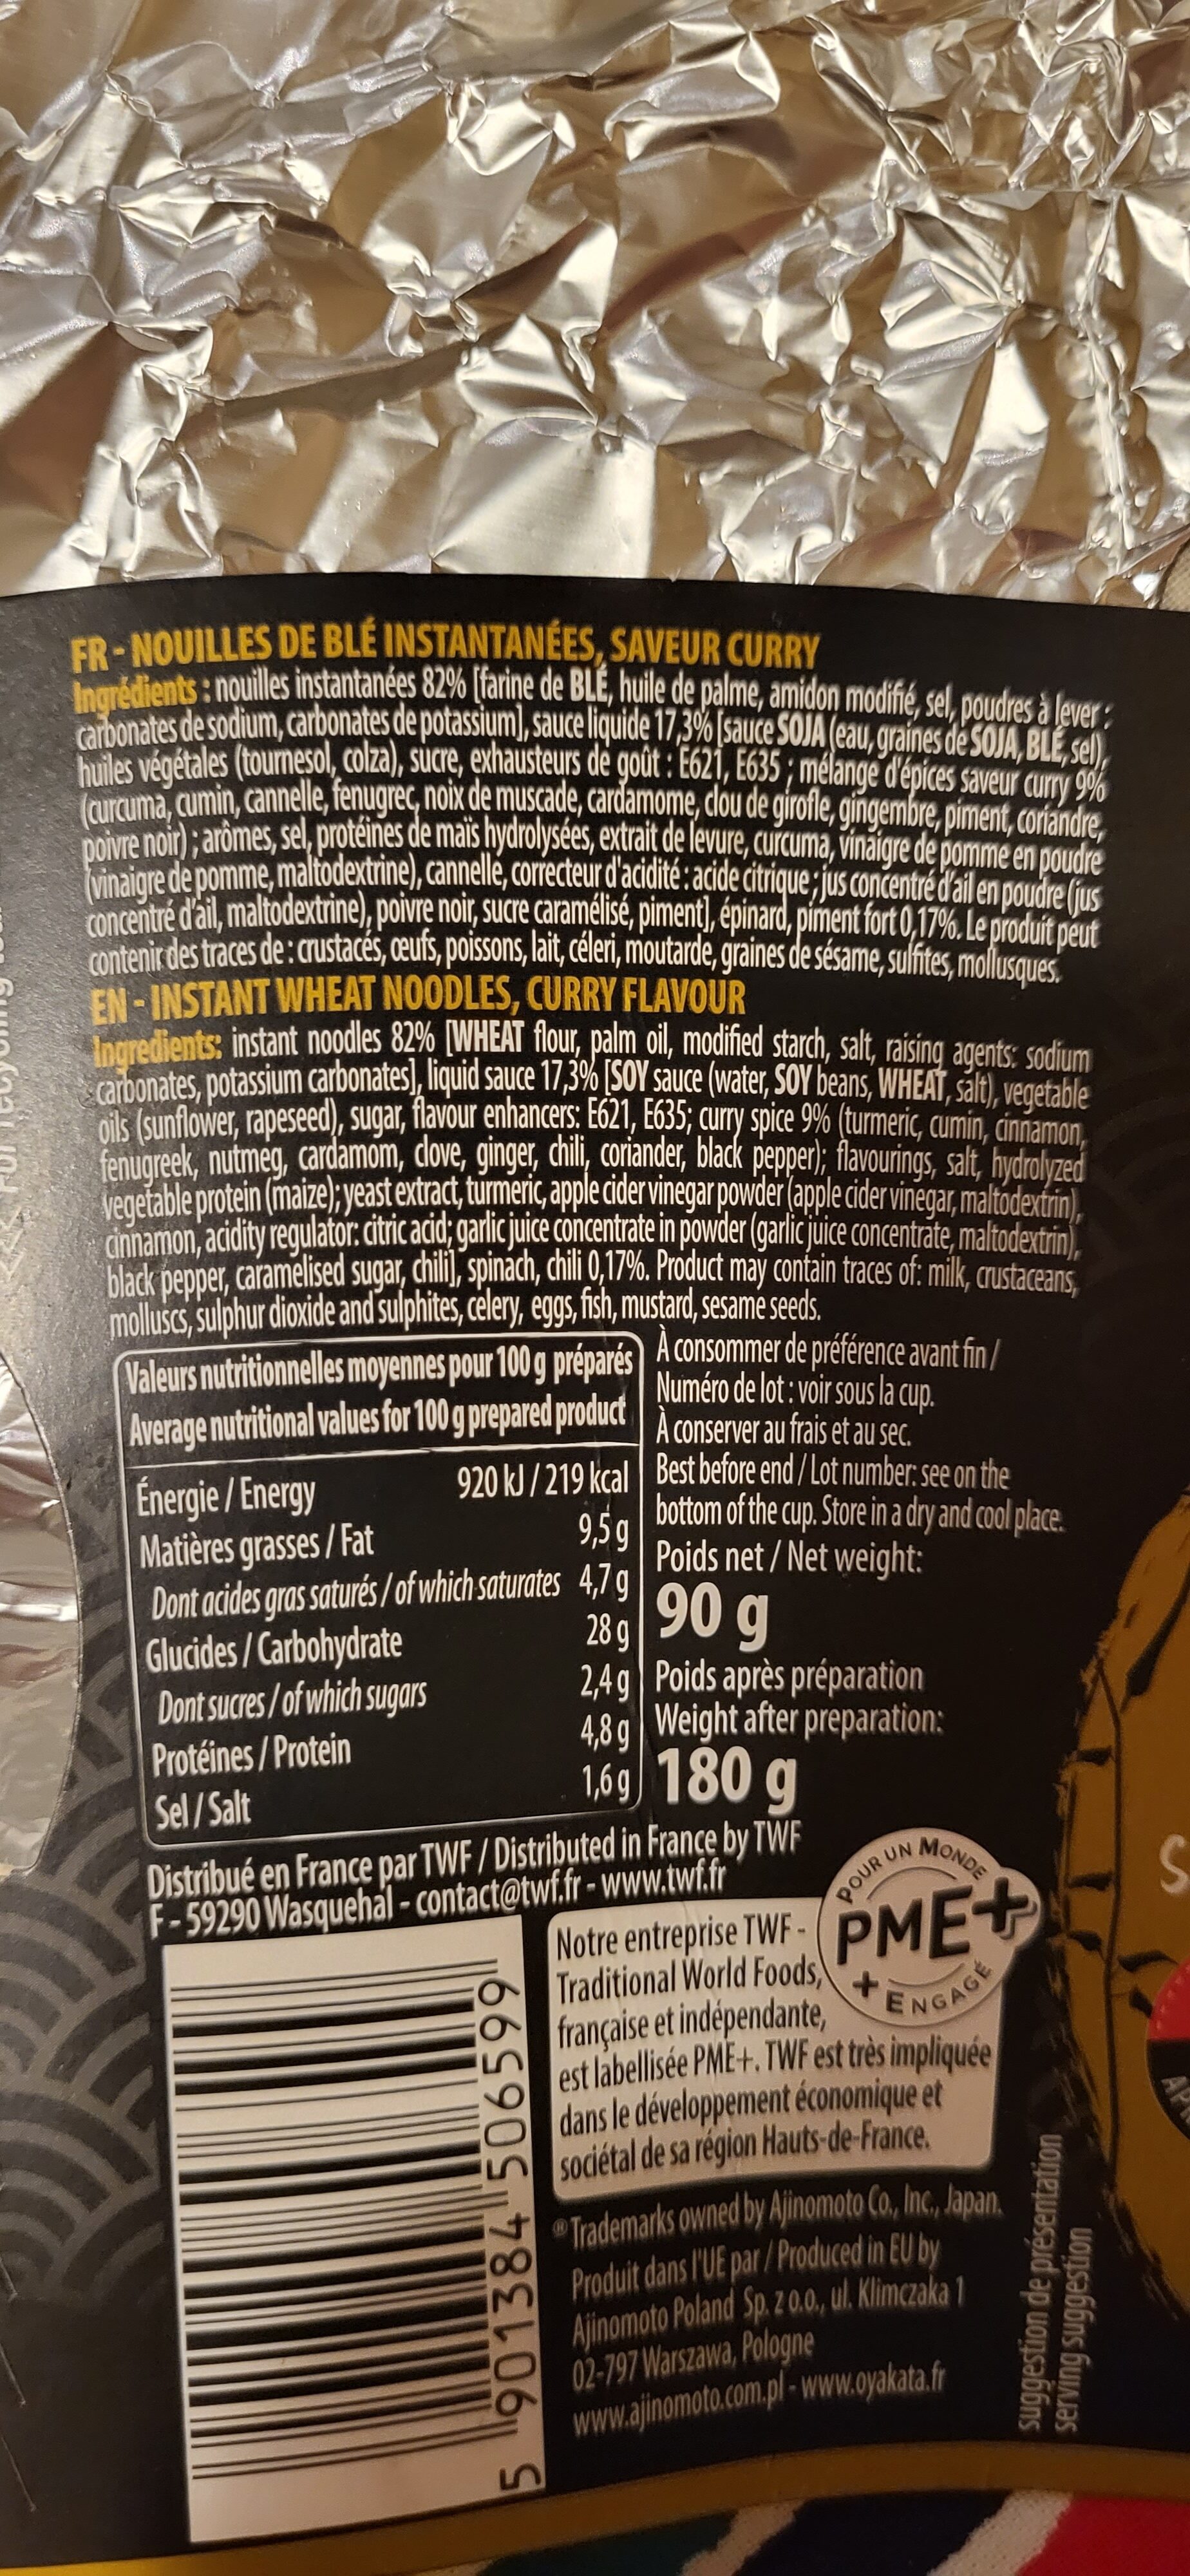 FR - NOUILLES DE BLÉ INSTANTANÉES, SAVEUR CURRY
Ingrédients : nouilles instantanées 82% [farine de BLÉ, huile de palme, amidon modifié, sel, poudres à lever :
carbonates de sodium, carbonates de potassium], sauce liquide 17,3% [sauce SOJA (eau, graines de SOJA, BLÉ, sel),
huiles végétales (tournesol, colza), sucre, exhausteurs de goût : E621, E635 ; mélange d'épices saveur curry 9%
(curcuma, cumin, cannelle, fenugrec, noix de muscade, cardamome, clou de girofle, gingembre, piment, coriandre,
poivre noir) ; arômes, sel, protéines de maïs hydrolysées, extrait de levure, curcuma, vinaigre de pomme en poudre
(vinaigre de pomme, maltodextrine), cannelle, correcteur d'acidité : acide citrique ; jus concentré d'ail en poudre (jus
concentré d'ail, maltodextrine), poivre noir, sucre caramélisé, piment], épinard, piment fort 0,17%. Le produit peut
contenir des traces de : crustacés, œufs, poissons, lait, céleri, moutarde, graines de sésame, sulfites, mollusques.
EN - INSTANT WHEAT NOODLES, CURRY FLAVOUR
Ingredients: instant noodles 82% [WHEAT flour, palm oil, modified starch, salt, raising agents: sodium
carbonates, potassium carbonates], liquid sauce 17,3% [SOY sauce (water, SOY beans, WHEAT, salt), vegetable
oils (sunflower, rapeseed), sugar, flavour enhancers: E621, E635; curry spice 9% (turmeric, cumin, cinnamon,
fenugreek, nutmeg, cardamom, clove, ginger, chili, coriander, black pepper); flavourings, salt, hydrolyzed
vegetable protein (maize); yeast extract, turmeric, apple cider vinegar powder (apple cider vinegar, maltodextrin),
cinnamon, acidity regulator: citric acid; garlic juice concentrate in powder (garlic juice concentrate, maltodextrin),
black pepper, caramelised sugar, chili], spinach, chili 0,17%. Product may contain traces of: milk, crustaceans,
molluscs, sulphur dioxide and sulphites, celery, eggs, fish, mustard, sesame seeds.
Valeurs nutritionnelles moyennes pour 100 g préparés
Average nutritional values for 100 g prepared product
Énergie / Energy 920 kJ / 219 kcal
Matières grasses / Fat 9,5 g
Dont acides gras saturés / of which saturates 4,7 g
Glucides / Carbohydrate 28 g
Dont sucres / of which sugars 2,4 g
Protéines / Protein 4,8 g
Sel / Salt 1,6 g
À consommer de préférence avant fin /
Numéro de lot : voir sous la cup.
À conserver au frais et au sec.
Best before end / Lot number: see on the
bottom of the cup. Store in a dry and cool place.
Poids net / Net weight:
90 g
Poids après préparation
Weight after preparation:
180 g
Distribué en France par TWF / Distributed in France by TWF
F - 59290 Wasquehal - contact@twf.fr - www.twf.fr
POUR UN MONDE
PME+
+ ENGAGÉ
Notre entreprise TWF -
Traditional World Foods,
française et indépendante,
est labellisée PME+. TWF est très impliquée
dans le développement économique et
sociétal de sa région Hauts-de-France.
5 901384 506599
® Trademarks owned by Ajinomoto Co., Inc., Japan.
Produit dans l'UE par / Produced in EU by
Ajinomoto Poland Sp. z o.o., ul. Klimczaka 1
02-797 Warszawa, Pologne
www.ajinomoto.com.pl - www.oyakata.fr
suggestion de présentation
serving suggestion